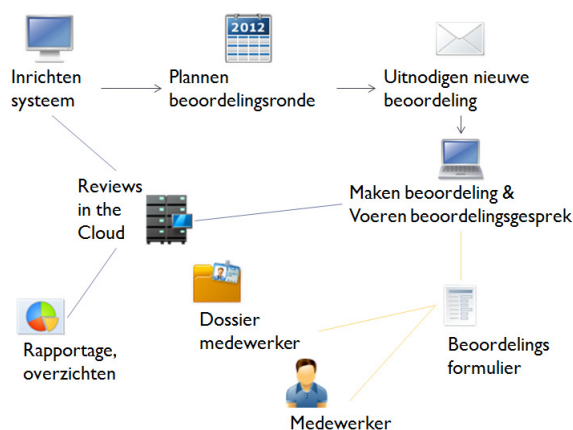 2012
Inrichten
systeem
Plannen
beoordelingsronde
Uitnodigen nieuwe
beoordeling
Reviews
in the
Cloud
Maken beoordeling &
Voeren beoordelingsgesprek
Dossier
medewerker
Beoordelings
formulier
Rapportage,
overzichten
Medewerker